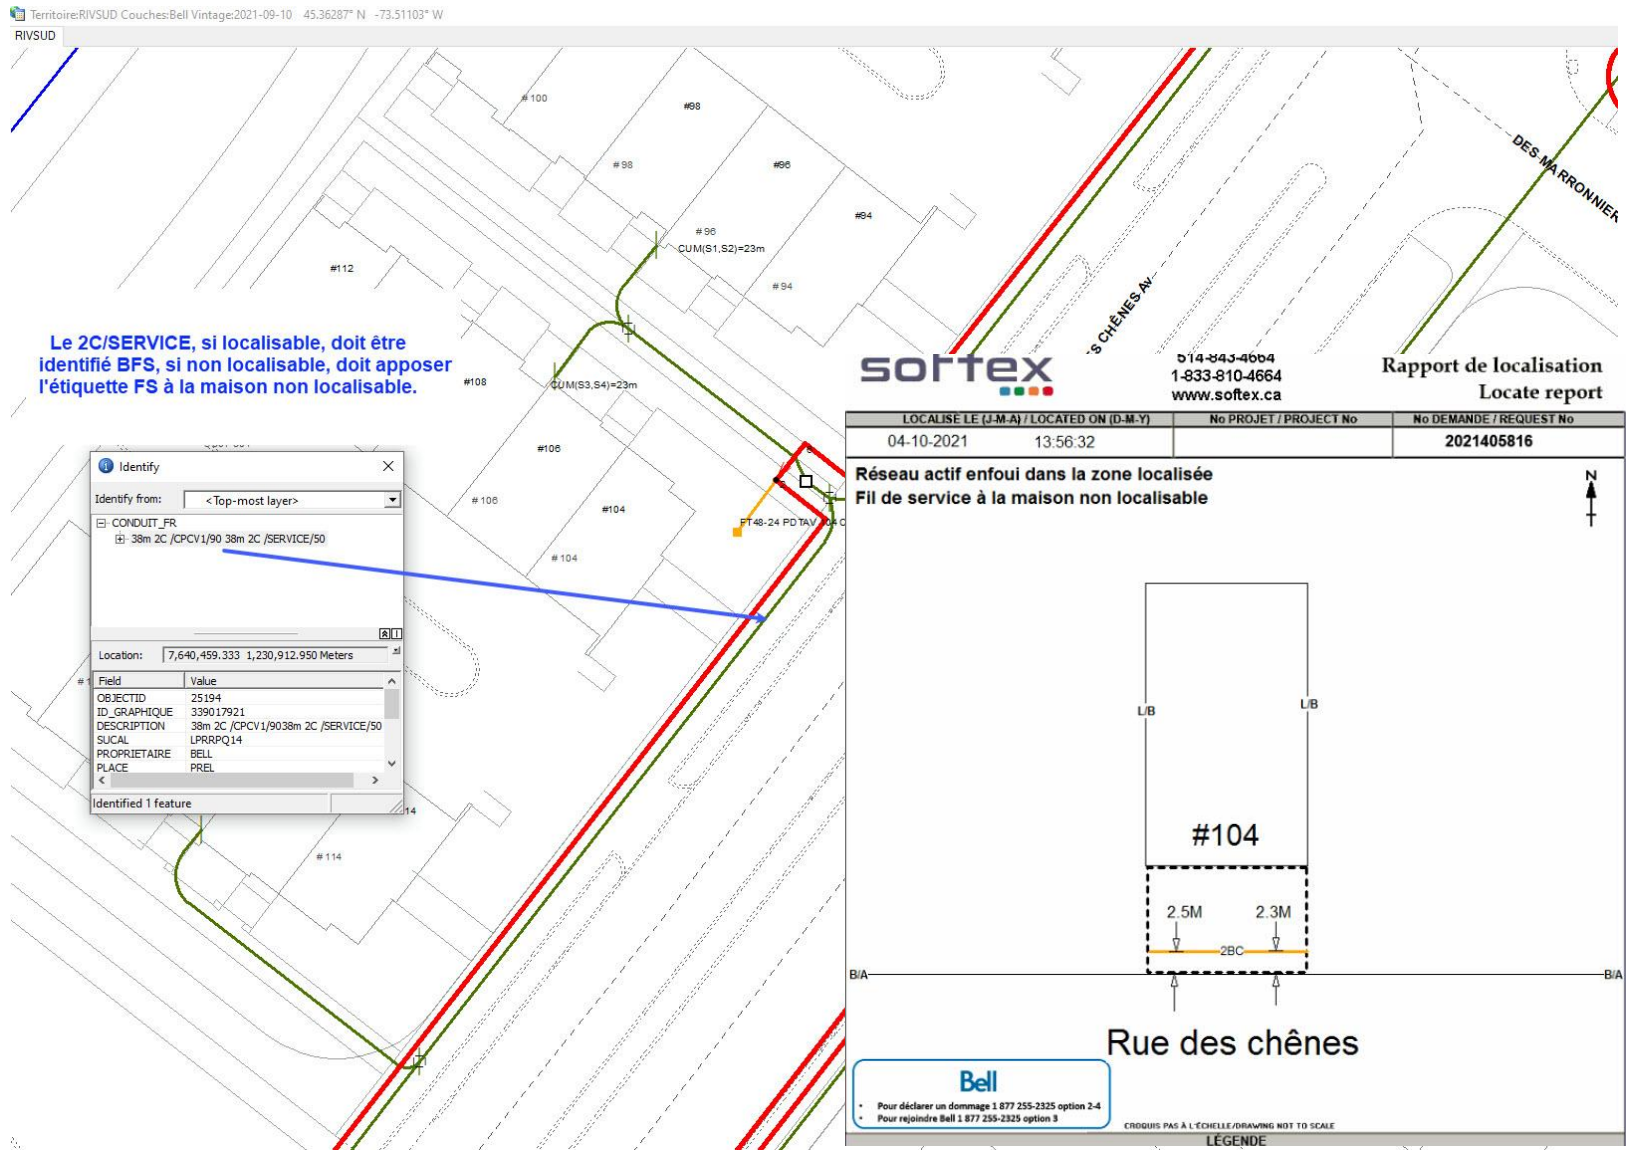 Territoire:RIVSUD Couches:Bell Vintage:2021-09-10 45.36287° N -73.51103° W
RIVSUD
#100
#98
#98
#96
#96
#94
#94
CUM(S1,S2)=23m
#112
DES MARRONNIER
S CHÊNES AV
Le 2C/SERVICE, si localisable, doit être
identifié BFS, si non localisable, doit apposer
l'étiquette FS à la maison non localisable.
#108
CUM(S3,S4)=23m
#106
#106
#104
#104
FT48-24 PDTAV
#114
14
Identify
Identify from: <Top-most layer>
CONDUIT_FR
38m 2C /CPCV1/90 38m 2C /SERVICE/50
Location: 7,640,459.333 1,230,912.950 Meters
Field Value
OBJECTID 25194
ID_GRAPHIQUE 339017921
DESCRIPTION 38m 2C /CPCV1/9038m 2C /SERVICE/50
SUCAL LPRRPQ14
PROPRIETAIRE BELL
PLACE PREL
Identified 1 feature
softex
514-843-4664
1-833-810-4664
www.softex.ca
Rapport de localisation
Locate report
LOCALISÉ LE (J-M-A) / LOCATED ON (D-M-Y) No PROJET / PROJECT No No DEMANDE / REQUEST No
04-10-2021 13:56:32 2021405816
Réseau actif enfoui dans la zone localisée
Fil de service à la maison non localisable
N
L/B
L/B
#104
2.5M 2.3M
2BC
B/A B/A
Rue des chênes
Bell
• Pour déclarer un dommage 1 877 255-2325 option 2-4
• Pour rejoindre Bell 1 877 255-2325 option 3
CROQUIS PAS À L'ÉCHELLE/DRAWING NOT TO SCALE
LÉGENDE